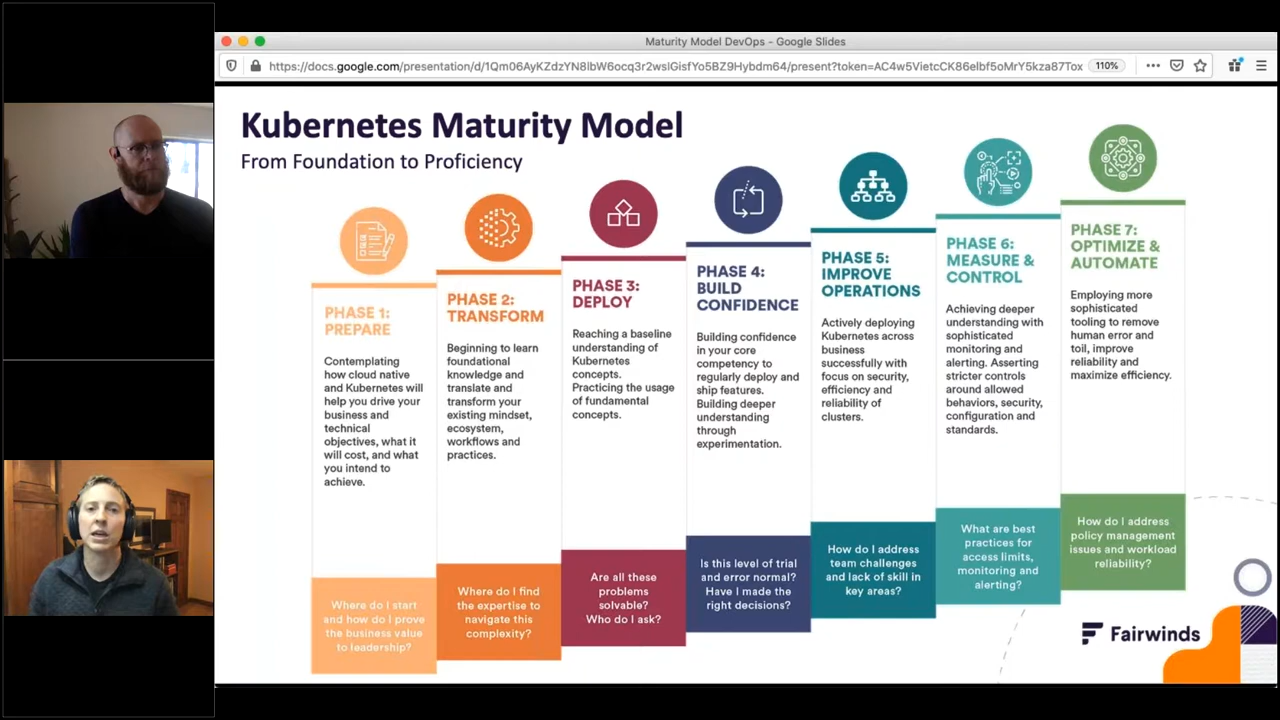 Maturity Model DevOps - Google Slides
https://docs.google.com/presentation/d/1Qm06AyKZdzYN8lbW6ocq3r2wsiGisfYo5BZ9Hybdm64/present?token=AC4w5VietcCK86elbf5oMrY5kza87Tox
110%
Kubernetes Maturity Model
From Foundation to Proficiency
PHASE 1:
PREPARE
Contemplating
how cloud native
and Kubernetes will
help you drive your
business and
technical
objectives, what it
will cost, and what
you intend to
achieve.
Where do I start
and how do I prove
the business value
to leadership?
PHASE 2:
TRANSFORM
Beginning to learn
foundational
knowledge and
translate and
transform your
existing mindset,
ecosystem,
workflows and
practices.
Where do I find
the expertise to
navigate this
complexity?
PHASE 3:
DEPLOY
Reaching a baseline
understanding of
Kubernetes
concepts.
Practicing the usage
of fundamental
concepts.
Are all these
problems
solvable?
Who do I ask?
PHASE 4:
BUILD
CONFIDENCE
Building confidence
in your core
competency to
regularly deploy and
ship features.
Building deeper
understanding
through
experimentation.
Is this level of trial
and error normal?
Have I made the
right decisions?
PHASE 5:
IMPROVE
OPERATIONS
Actively deploying
Kubernetes across
business
successfully with
focus on security,
efficiency and
reliability of
clusters.
How do I address
team challenges
and lack of skill in
key areas?
PHASE 6:
MEASURE &
CONTROL
Achieving deeper
understanding with
sophisticated
monitoring and
alerting. Asserting
stricter controls
around allowed
behaviors, security,
configuration and
standards.
What are best
practices for
access limits,
monitoring and
alerting?
PHASE 7:
OPTIMIZE &
AUTOMATE
Employing more
sophisticated
tooling to remove
human error and
toil, improve
reliability and
maximize efficiency.
How do I address
policy management
issues and workload
reliability?
Fairwinds